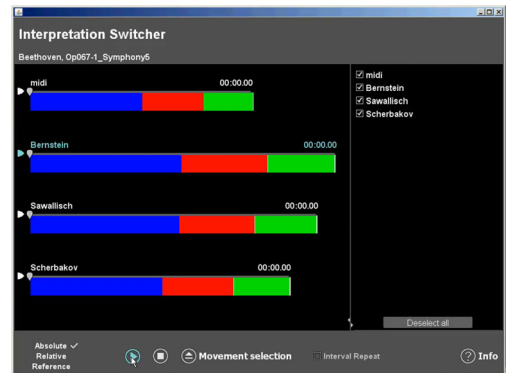 Interpretation Switcher
Beethoven, Op067-1_Symphony5
midi 00:00.00
Bernstein 00:00.00
Sawallisch 00:00.00
Scherbakov 00:00.00
midi
Bernstein
Sawallisch
Scherbakov
Deselect all
Absolute
Relative
Reference
Movement selection
Interval Repeat
Info